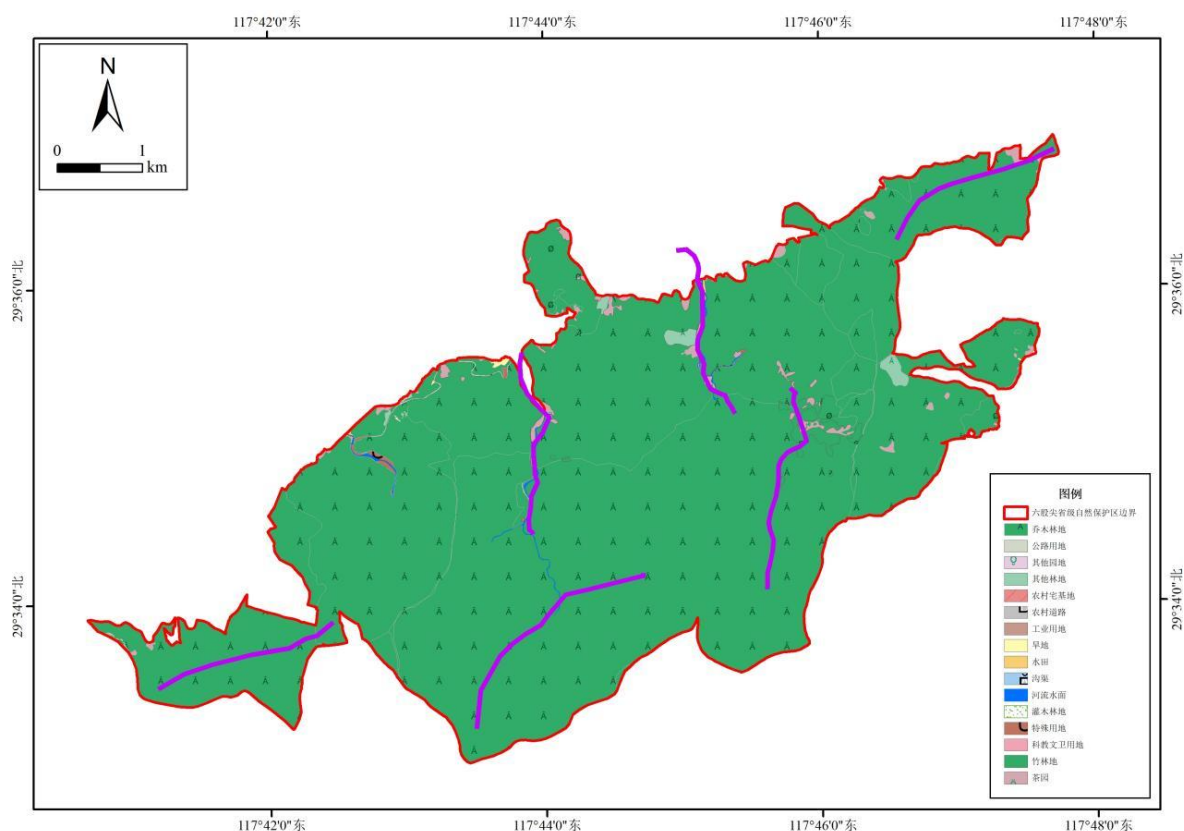 117°42'0"东
117°44'0"东
117°46'0"东
117°48'0"东
N
0
1
km
29°36'0"北
29°36'0"北
29°34'0"北
29°34'0"北
图例
六股尖省级自然保护区边界
乔木林地
公路用地
其他园地
其他林地
农村宅基地
农村道路
工业用地
旱地
水田
沟渠
河流水面
灌木林地
特殊用地
科教文卫用地
竹林地
茶园
117°42'0"东
117°44'0"东
117°46'0"东
117°48'0"东